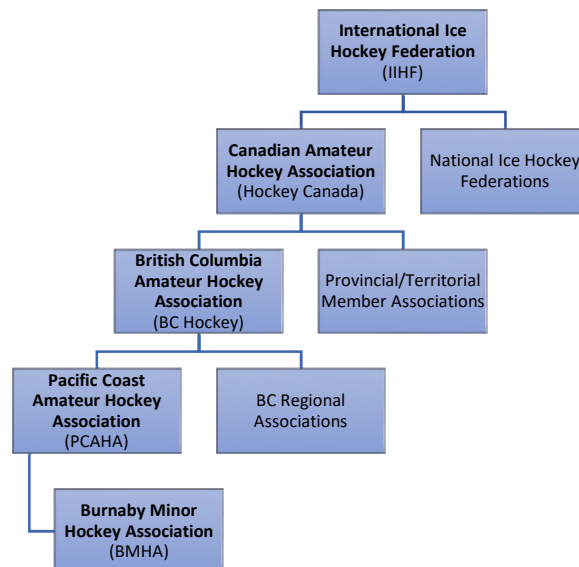 International Ice
Hockey Federation
(IIHF)
Canadian Amateur
Hockey Association
(Hockey Canada)
National Ice Hockey
Federations
British Columbia
Amateur Hockey
Association
(BC Hockey)
Provincial/Territorial
Member Associations
Pacific Coast
Amateur Hockey
Association
(PCAHA)
BC Regional
Associations
Burnaby Minor
Hockey Association
(BMHA)